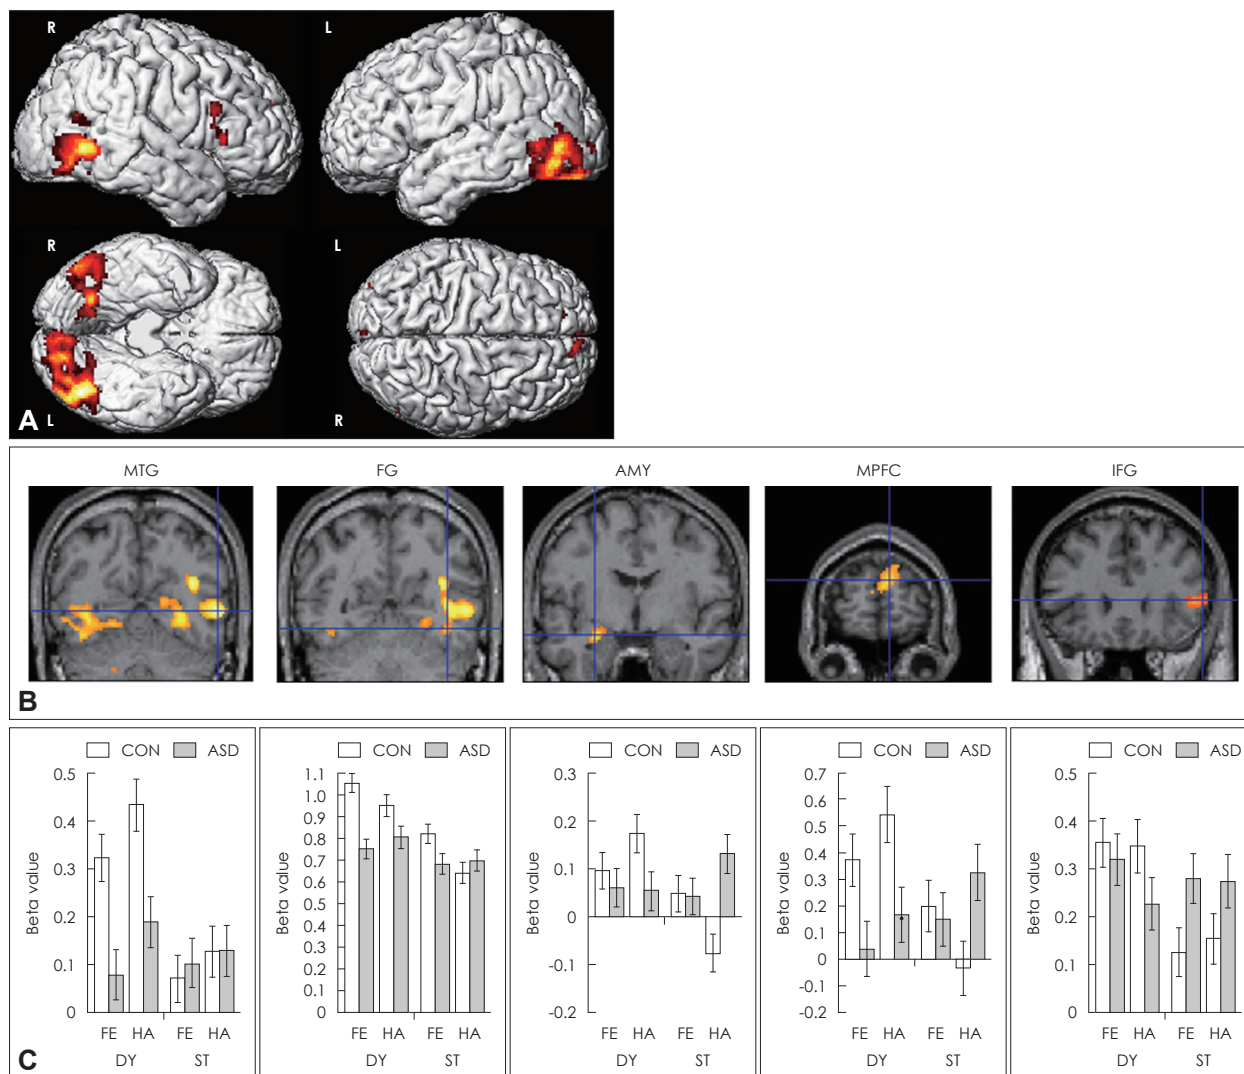 R
L
R
L
L
R
A
MTG
FG
AMY
MPFC
IFG
B
CON ASD
0.5
0.4
0.3
0.2
0.1
0
Beta value
FE HA FE HA
DY ST
C
CON ASD
1.1
1.0
0.9
0.8
0.7
0.6
0.5
0.4
0.3
0.2
0.1
0.0
Beta value
FE HA FE HA
DY ST
CON ASD
0.3
0.2
0.1
0
-0.1
-0.2
Beta value
FE HA FE HA
DY ST
CON ASD
0.7
0.6
0.5
0.4
0.3
0.2
0.1
0
-0.1
0.2
Beta value
FE HA FE HA
DY ST
CON ASD
0.5
0.4
0.3
0.2
0.1
0
Beta value
FE HA FE HA
DY ST